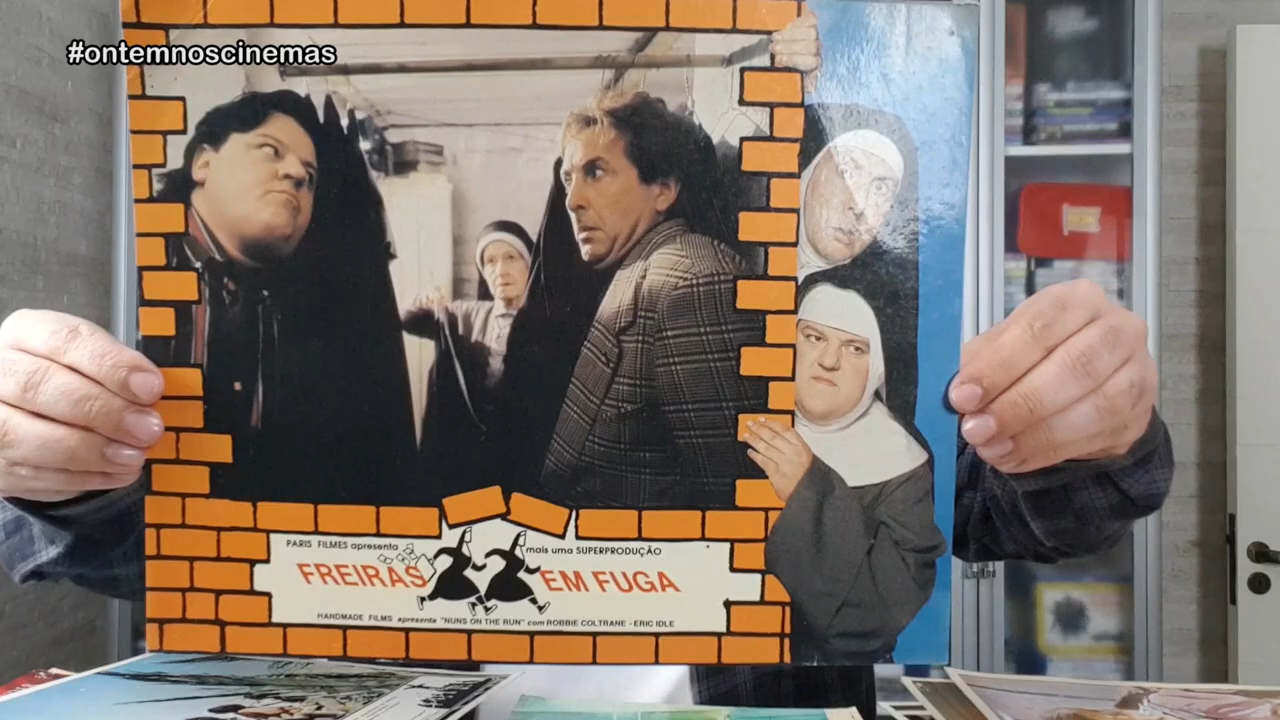 #ontemnoscinemas
PARIS FILMES apresenta
mais uma SUPERPRODUÇÃO
FREIRAS EM FUGA
HANDMADE FILMS apresenta "NUNS ON THE RUN" com ROBBIE COLTRANE - ERIC IDLE